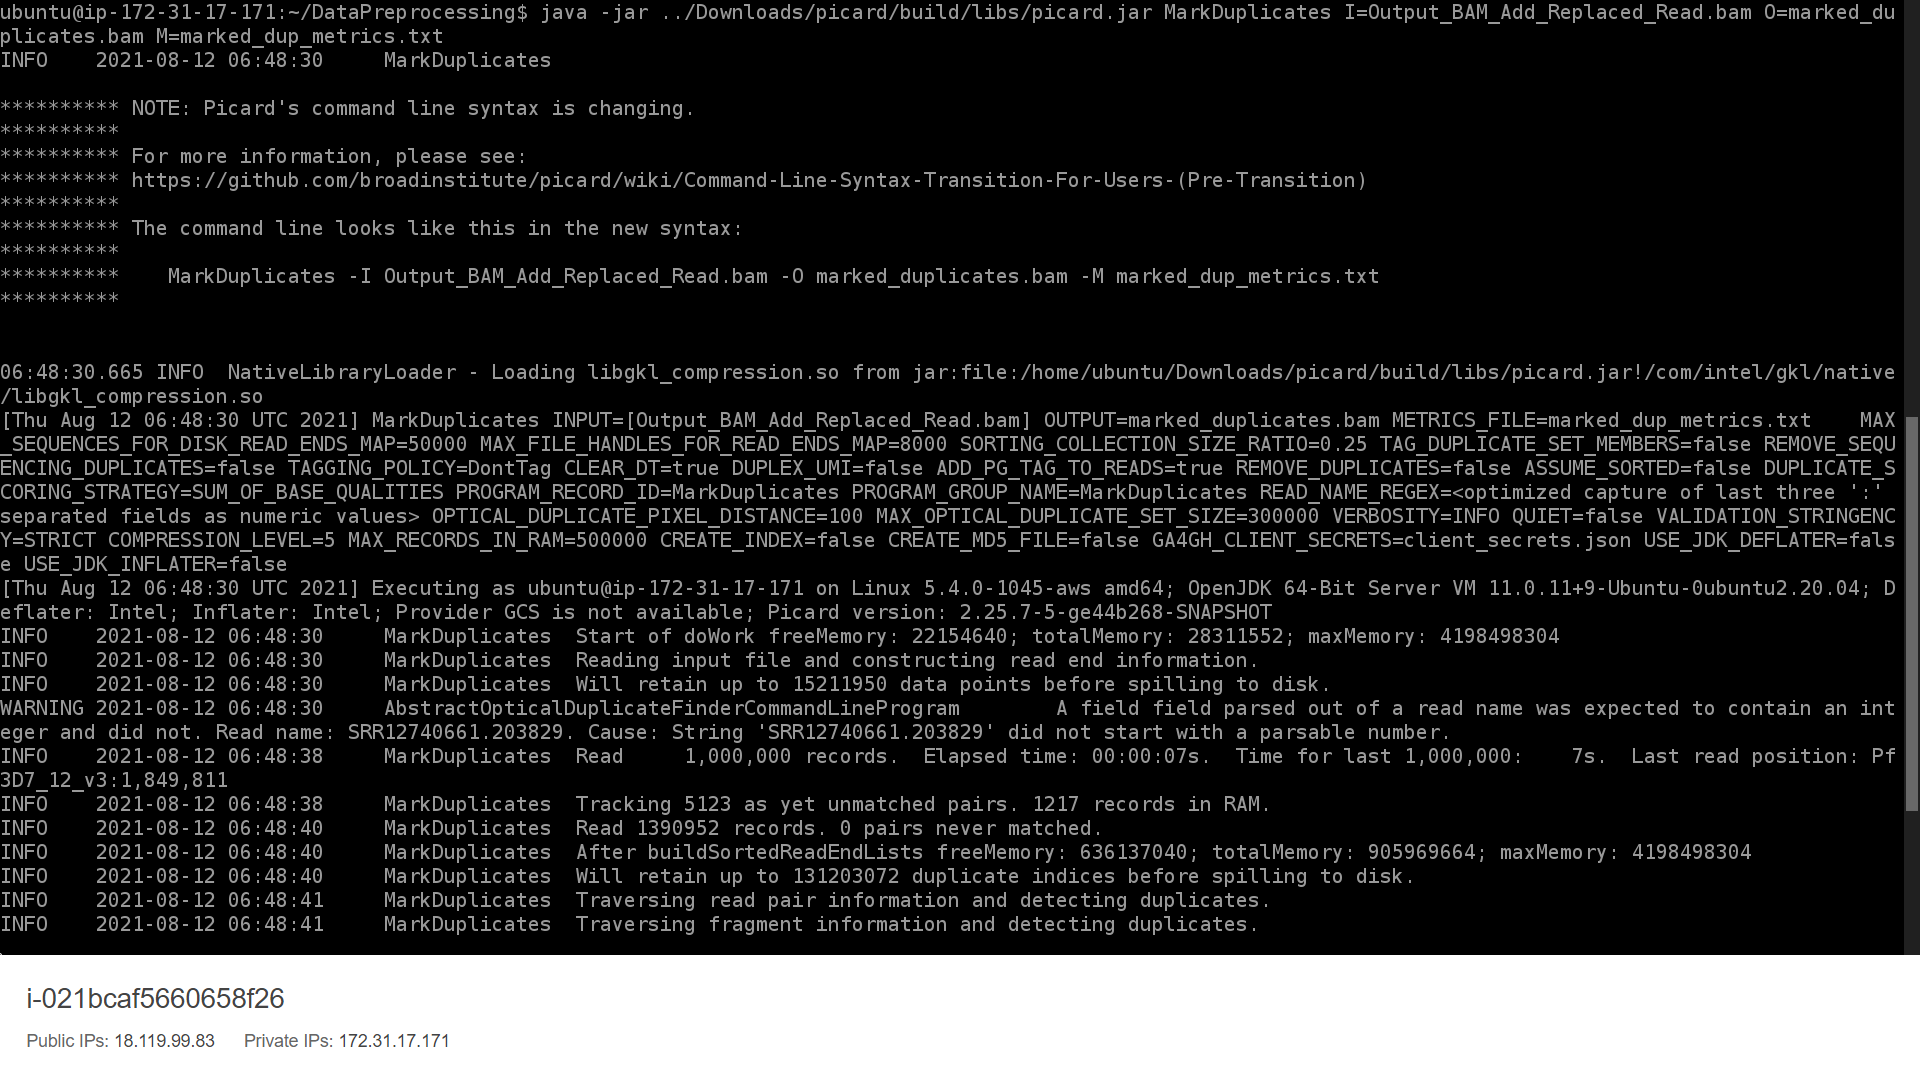 ubuntu@ip-172-31-17-171:~/DataPreprocessing$ java -jar ../Downloads/picard/build/libs/picard.jar MarkDuplicates I=Output_BAM_Add_Replaced_Read.bam O=marked_du
plicates.bam M=marked_dup_metrics.txt
INFO    2021-08-12 06:48:30     MarkDuplicates

********** NOTE: Picard's command line syntax is changing.
**********
********** For more information, please see:
********** https://github.com/broadinstitute/picard/wiki/Command-Line-Syntax-Transition-For-Users-(Pre-Transition)
**********
********** The command line looks like this in the new syntax:
**********
**********    MarkDuplicates -I Output_BAM_Add_Replaced_Read.bam -O marked_duplicates.bam -M marked_dup_metrics.txt
**********

06:48:30.665 INFO  NativeLibraryLoader - Loading libgkl_compression.so from jar:file:/home/ubuntu/Downloads/picard/build/libs/picard.jar!/com/intel/gkl/native
/libgkl_compression.so
[Thu Aug 12 06:48:30 UTC 2021] MarkDuplicates INPUT=[Output_BAM_Add_Replaced_Read.bam] OUTPUT=marked_duplicates.bam METRICS_FILE=marked_dup_metrics.txt    MAX
_SEQUENCES_FOR_DISK_READ_ENDS_MAP=50000 MAX_FILE_HANDLES_FOR_READ_ENDS_MAP=8000 SORTING_COLLECTION_SIZE_RATIO=0.25 TAG_DUPLICATE_SET_MEMBERS=false REMOVE_SEQU
ENCING_DUPLICATES=false TAGGING_POLICY=DontTag CLEAR_DT=true DUPLEX_UMI=false ADD_PG_TAG_TO_READS=true REMOVE_DUPLICATES=false ASSUME_SORTED=false DUPLICATE_S
CORING_STRATEGY=SUM_OF_BASE_QUALITIES PROGRAM_RECORD_ID=MarkDuplicates PROGRAM_GROUP_NAME=MarkDuplicates READ_NAME_REGEX=<optimized capture of last three ':'
separated fields as numeric values> OPTICAL_DUPLICATE_PIXEL_DISTANCE=100 MAX_OPTICAL_DUPLICATE_SET_SIZE=300000 VERBOSITY=INFO QUIET=false VALIDATION_STRINGENC
Y=STRICT COMPRESSION_LEVEL=5 MAX_RECORDS_IN_RAM=500000 CREATE_INDEX=false CREATE_MD5_FILE=false GA4GH_CLIENT_SECRETS=client_secrets.json USE_JDK_DEFLATER=fals
e USE_JDK_INFLATER=false
[Thu Aug 12 06:48:30 UTC 2021] Executing as ubuntu@ip-172-31-17-171 on Linux 5.4.0-1045-aws amd64; OpenJDK 64-Bit Server VM 11.0.11+9-Ubuntu-0ubuntu2.20.04; D
eflater: Intel; Inflater: Intel; Provider GCS is not available; Picard version: 2.25.7-5-ge44b268-SNAPSHOT
INFO    2021-08-12 06:48:30     MarkDuplicates  Start of doWork freeMemory: 22154640; totalMemory: 28311552; maxMemory: 4198498304
INFO    2021-08-12 06:48:30     MarkDuplicates  Reading input file and constructing read end information.
INFO    2021-08-12 06:48:30     MarkDuplicates  Will retain up to 15211950 data points before spilling to disk.
WARNING 2021-08-12 06:48:30     AbstractOpticalDuplicateFinderCommandLineProgram        A field field parsed out of a read name was expected to contain an int
eger and did not. Read name: SRR12740661.203829. Cause: String 'SRR12740661.203829' did not start with a parsable number.
INFO    2021-08-12 06:48:38     MarkDuplicates  Read     1,000,000 records.  Elapsed time: 00:00:07s.  Time for last 1,000,000:    7s.  Last read position: Pf
3D7_12_v3:1,849,811
INFO    2021-08-12 06:48:38     MarkDuplicates  Tracking 5123 as yet unmatched pairs. 1217 records in RAM.
INFO    2021-08-12 06:48:40     MarkDuplicates  Read 1390952 records. 0 pairs never matched.
INFO    2021-08-12 06:48:40     MarkDuplicates  After buildSortedReadEndLists freeMemory: 636137040; totalMemory: 905969664; maxMemory: 4198498304
INFO    2021-08-12 06:48:40     MarkDuplicates  Will retain up to 131203072 duplicate indices before spilling to disk.
INFO    2021-08-12 06:48:41     MarkDuplicates  Traversing read pair information and detecting duplicates.
INFO    2021-08-12 06:48:41     MarkDuplicates  Traversing fragment information and detecting duplicates.
i-021bcaf5660658f26
Public IPs: 18.119.99.83    Private IPs: 172.31.17.171